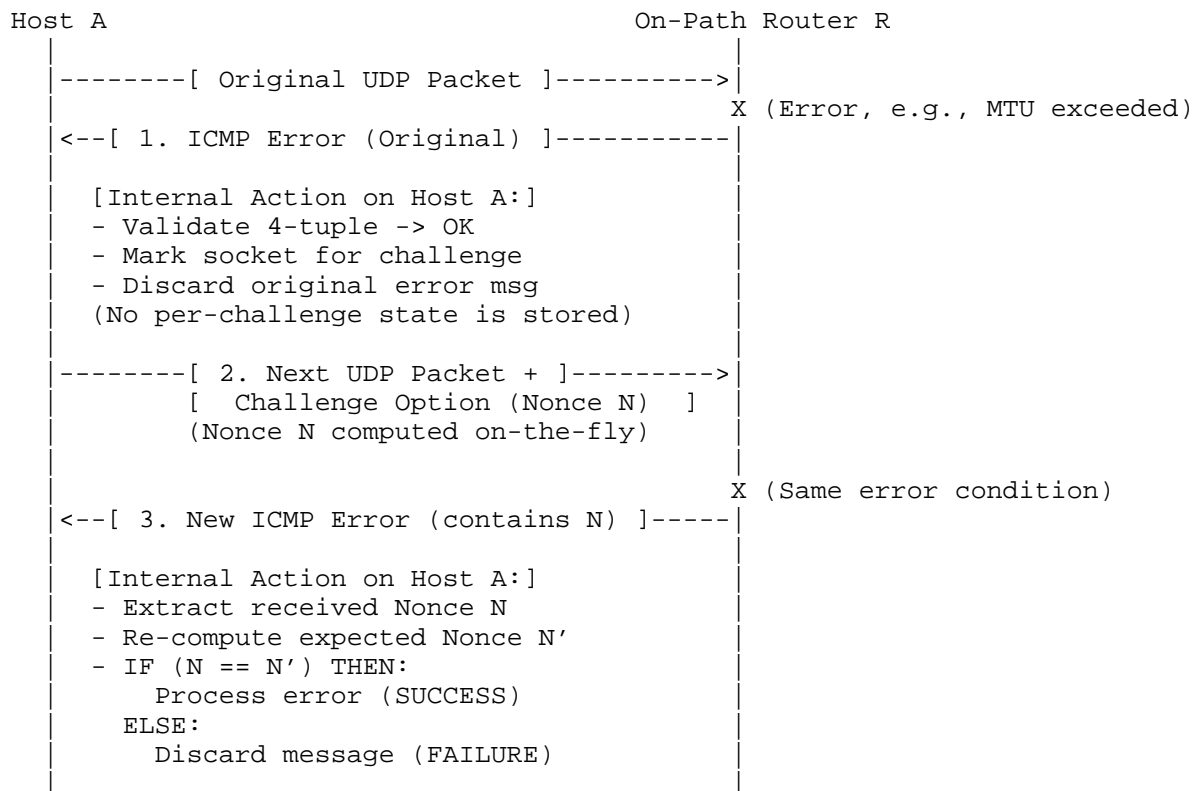 Host A On-Path Router R
--------[ Original UDP Packet ]---------->
X (Error, e.g., MTU exceeded)
<--[ 1. ICMP Error (Original) ]-----------
[Internal Action on Host A:]
- Validate 4-tuple -> OK
- Mark socket for challenge
- Discard original error msg
(No per-challenge state is stored)
--------[ 2. Next UDP Packet + ]--------->
[ Challenge Option (Nonce N) ]
(Nonce N computed on-the-fly)
X (Same error condition)
<--[ 3. New ICMP Error (contains N) ]-----
[Internal Action on Host A:]
- Extract received Nonce N
- Re-compute expected Nonce N’
- IF (N == N’) THEN:
Process error (SUCCESS)
ELSE:
Discard message (FAILURE)